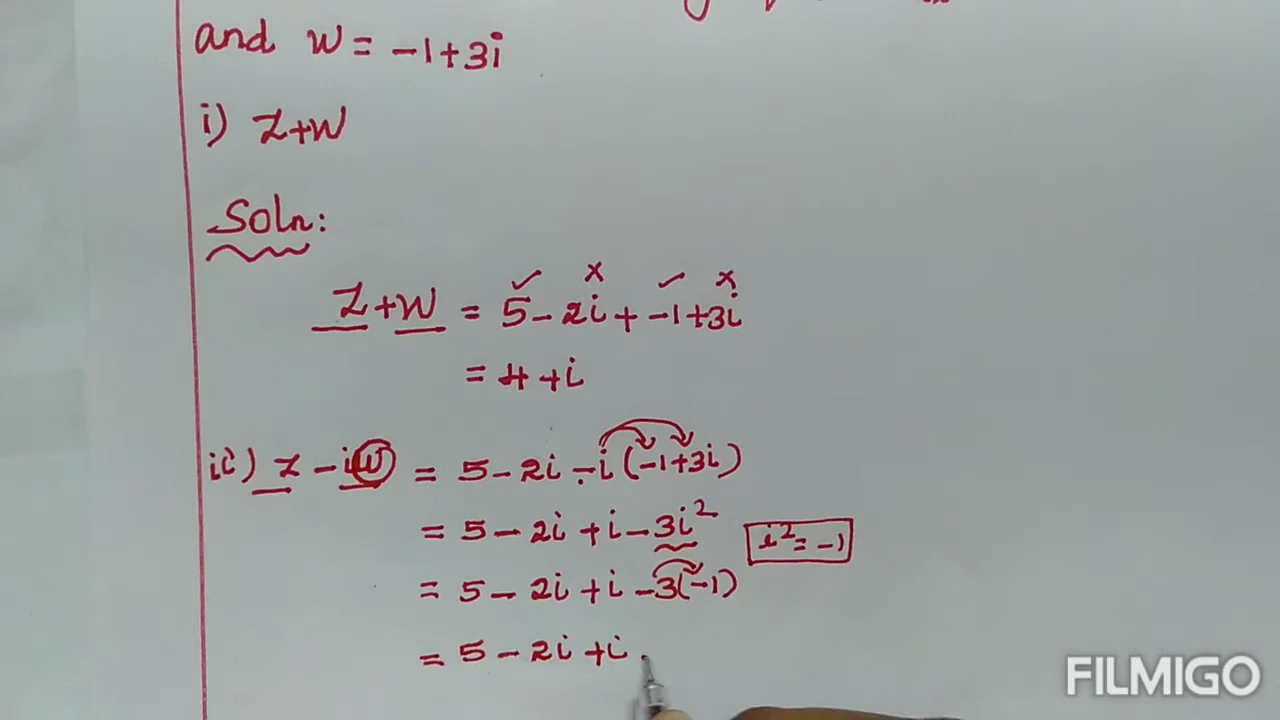 and w = -1+3i
i) z+w
Soln:
z+w = 5-2i+-1+3i
= 4+i
ii) z-iw = 5-2i-i(-1+3i)
= 5-2i+i-3i² i²=-1
= 5-2i+i-3(-1)
= 5-2i+i
FILMIGO